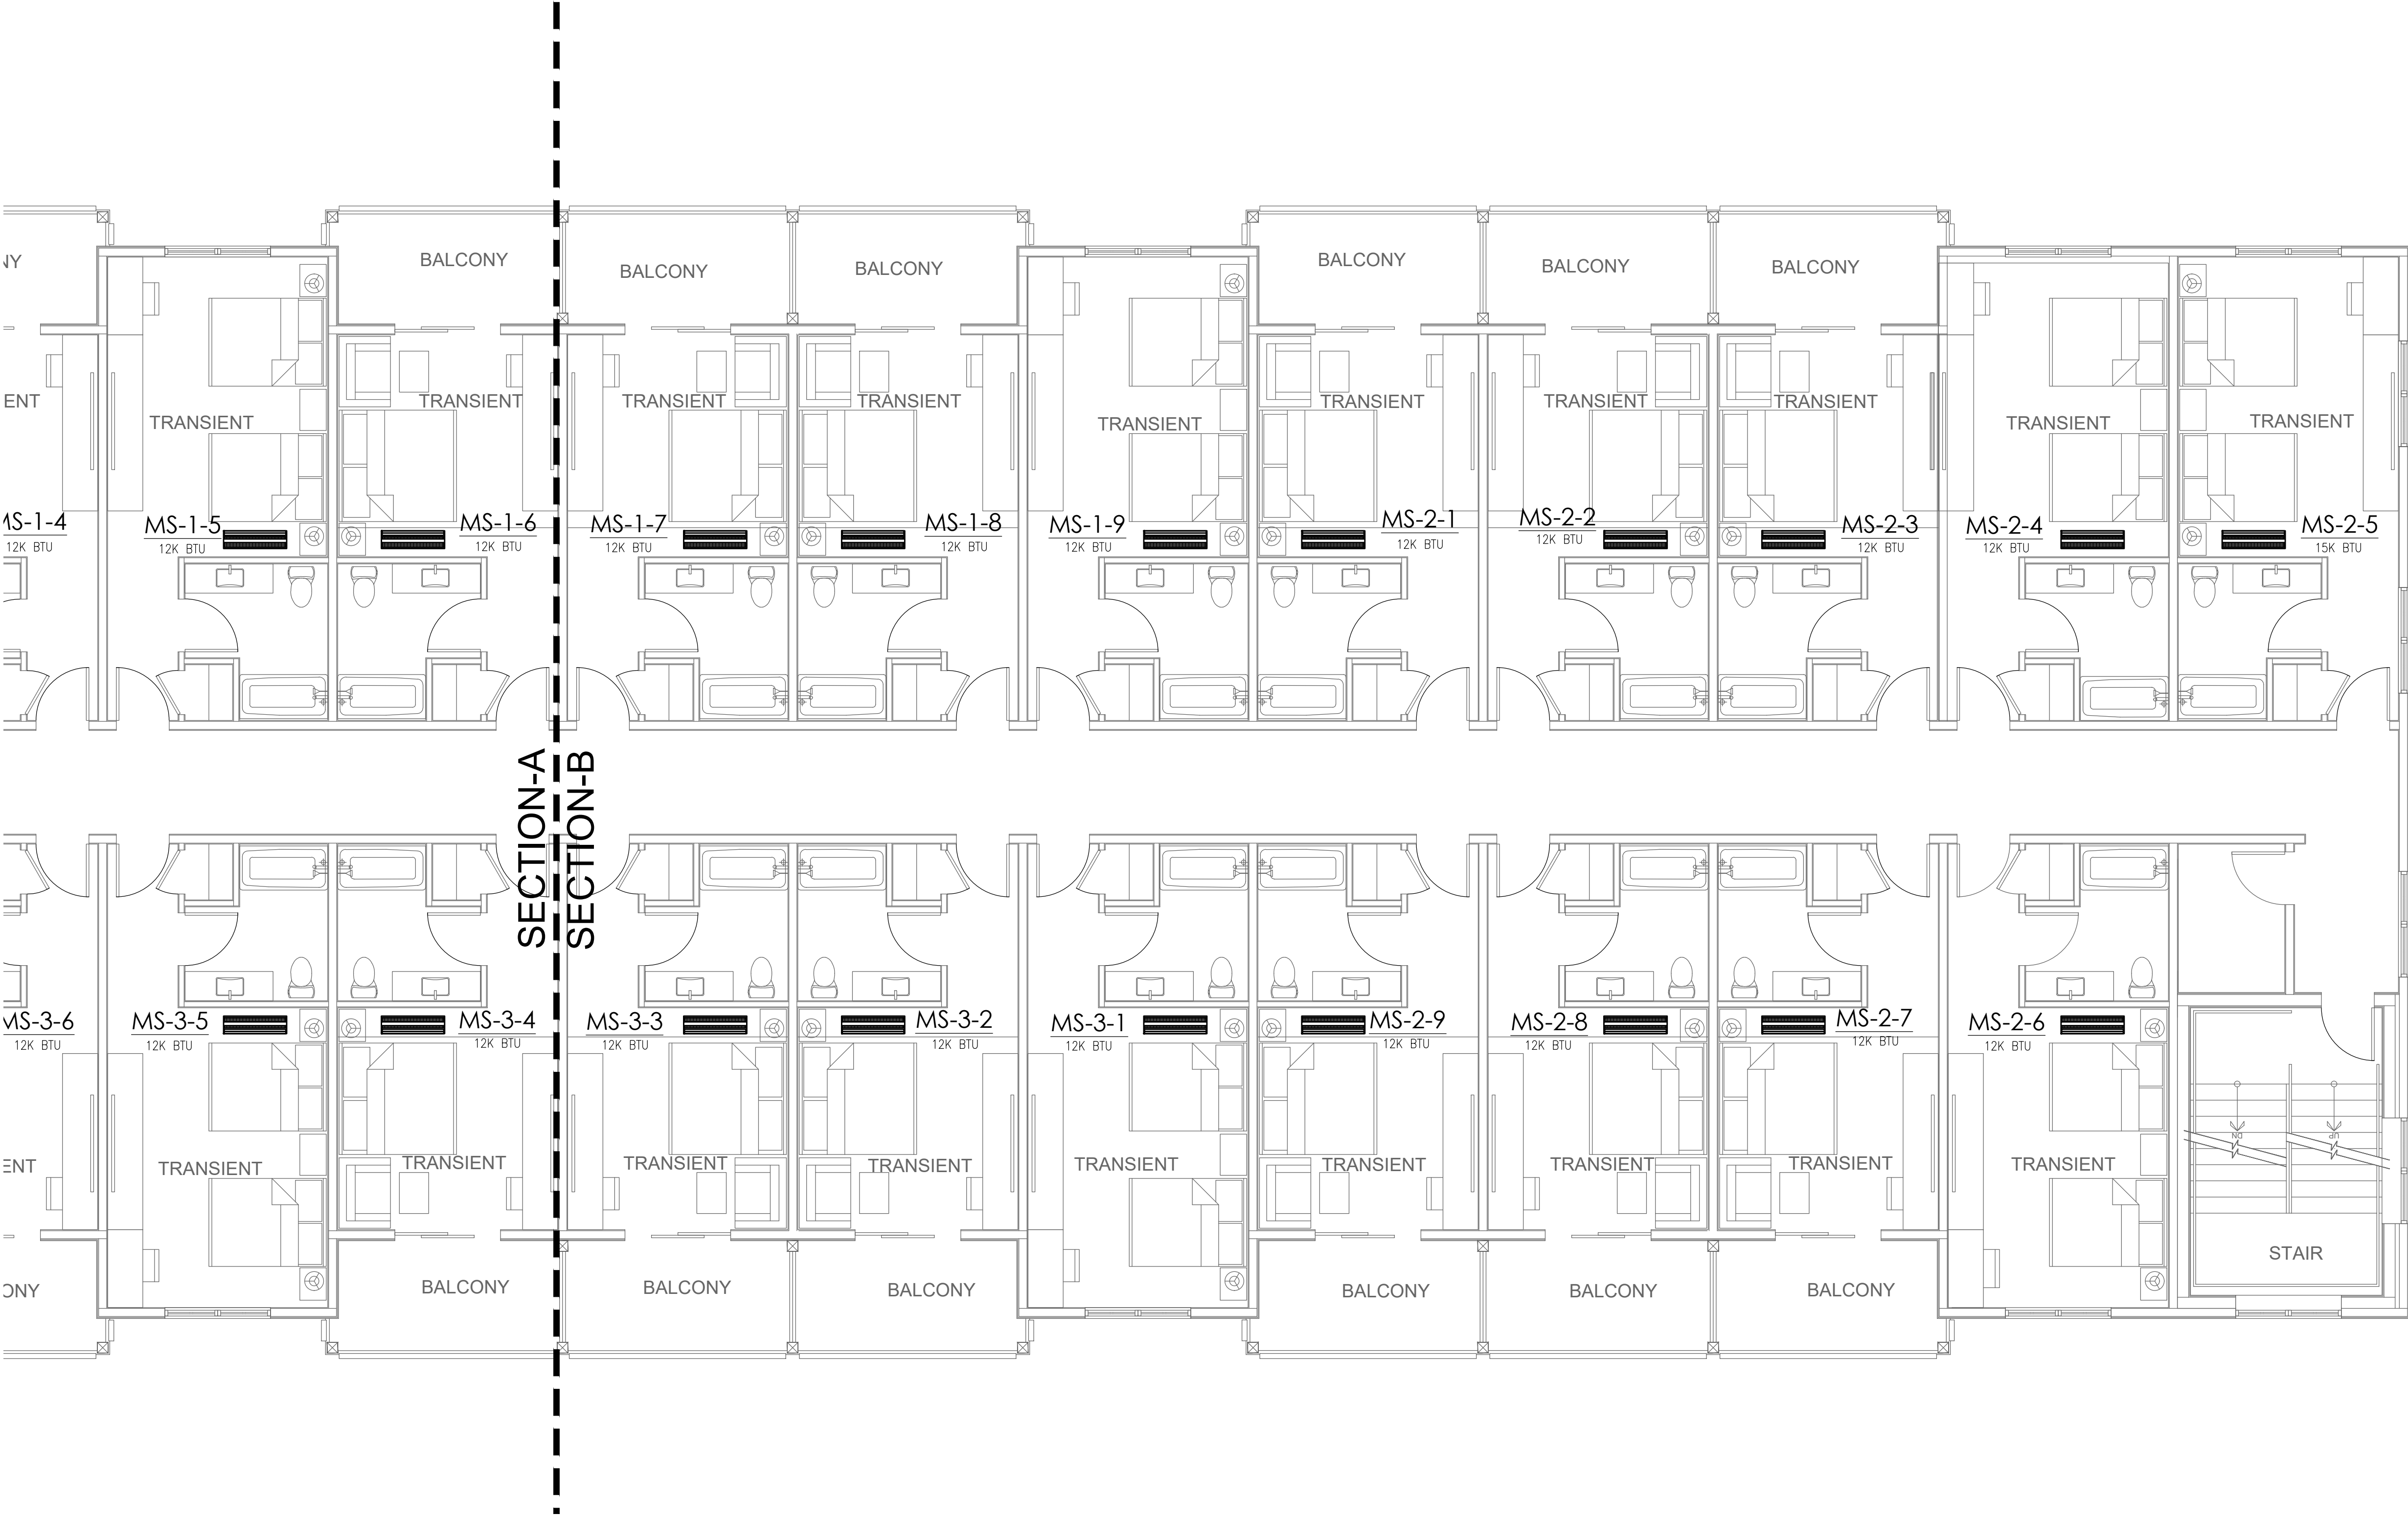 NY
BALCONY
BALCONY
BALCONY
BALCONY
BALCONY
BALCONY
ENT
TRANSIENT
TRANSIENT
TRANSIENT
TRANSIENT
TRANSIENT
TRANSIENT
TRANSIENT
TRANSIENT
TRANSIENT
TRANSIENT
MS-1-4
12K BTU
MS-1-5
12K BTU
MS-1-6
12K BTU
MS-1-7
12K BTU
MS-1-8
12K BTU
MS-1-9
12K BTU
MS-2-1
12K BTU
MS-2-2
12K BTU
MS-2-3
12K BTU
MS-2-4
12K BTU
MS-2-5
15K BTU
SECTION-A
SECTION-B
MS-3-6
12K BTU
MS-3-5
12K BTU
MS-3-4
12K BTU
MS-3-3
12K BTU
MS-3-2
12K BTU
MS-3-1
12K BTU
MS-2-9
12K BTU
MS-2-8
12K BTU
MS-2-7
12K BTU
MS-2-6
12K BTU
DN
UP
ENT
TRANSIENT
TRANSIENT
TRANSIENT
TRANSIENT
TRANSIENT
TRANSIENT
TRANSIENT
TRANSIENT
TRANSIENT
STAIR
ONY
BALCONY
BALCONY
BALCONY
BALCONY
BALCONY
BALCONY